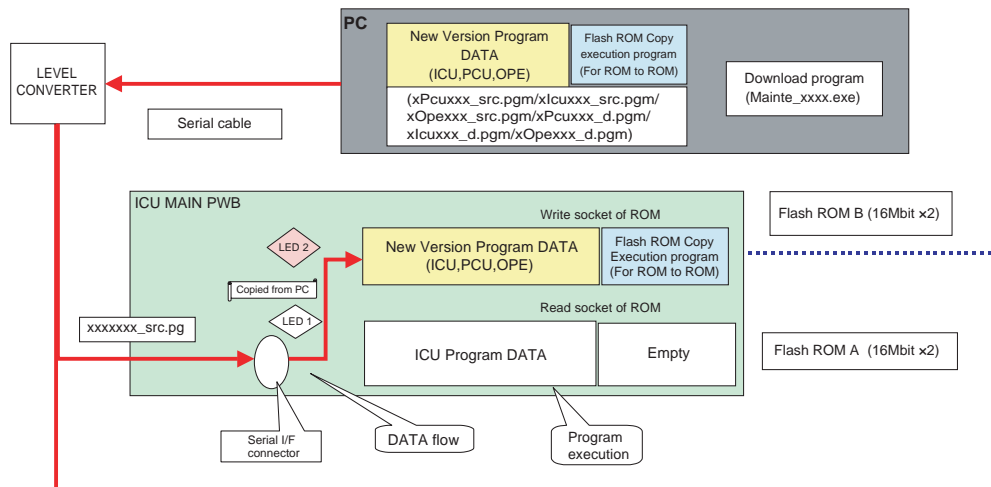 PC
New Version Program
DATA
(ICU,PCU,OPE)
Flash ROM Copy
execution program
(For ROM to ROM)
Download program
(Mainte_xxxx.exe)
(xPcuxxx_src.pgm/xIcuxxx_src.pgm/
xOpexxx_src.pgm/xPcuxxx_d.pgm/
xIcuxxx_d.pgm/xOpexxx_d.pgm)
LEVEL
CONVERTER
Serial cable
ICU MAIN PWB
Write socket of ROM
Flash ROM B (16Mbit ×2)
LED 2
New Version Program DATA
(ICU,PCU,OPE)
Flash ROM Copy
Execution program
(For ROM to ROM)
Copied from PC
Read socket of ROM
LED 1
xxxxxxx_src.pg
ICU Program DATA
Empty
Flash ROM A (16Mbit ×2)
Serial I/F
connector
DATA flow
Program
execution